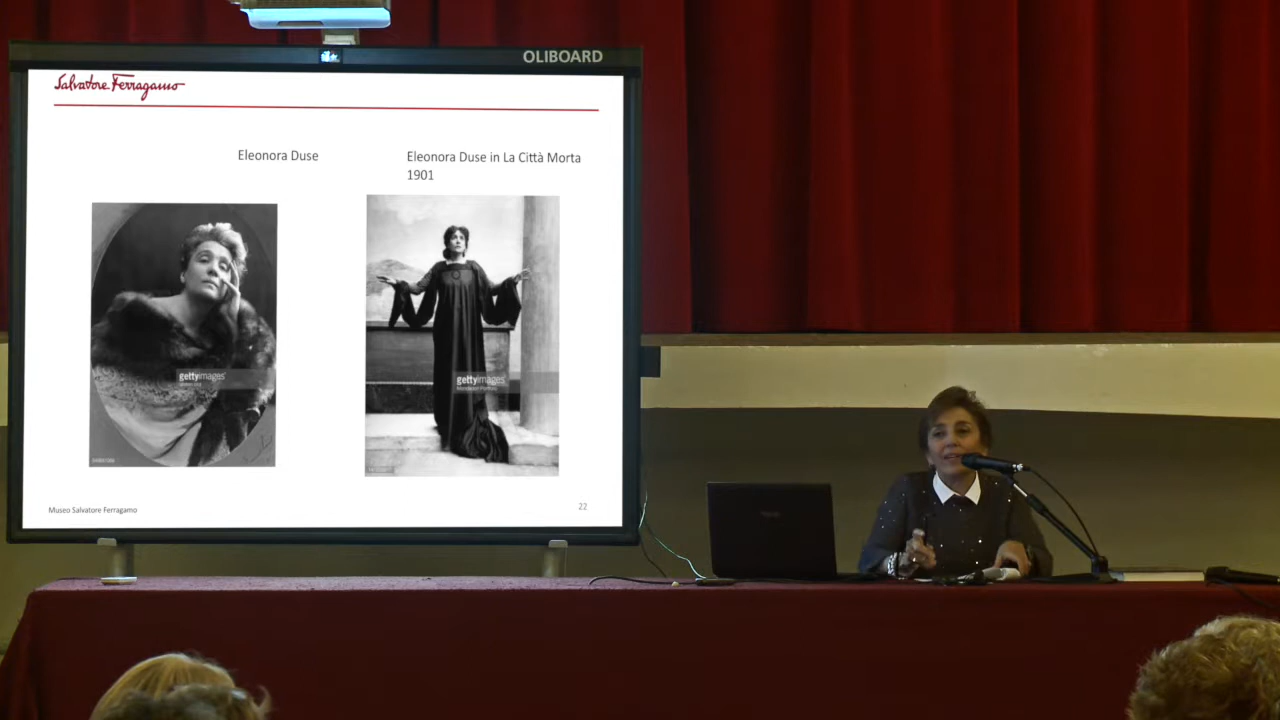 OLIBOARD
Salvatore Ferragamo
Eleonora Duse
Eleonora Duse in La Città Morta
1901
gettyimages
gettyimages
Museo Salvatore Ferragamo
22